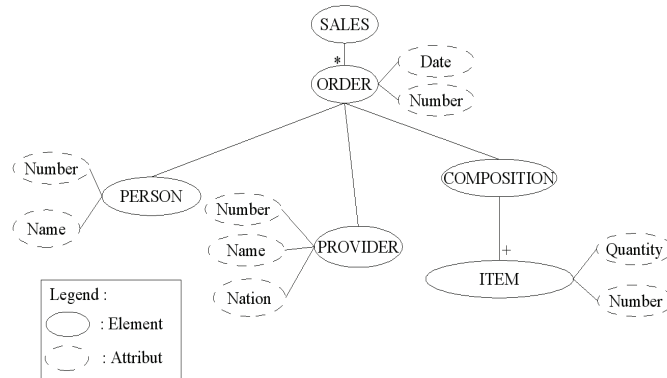 SALES
*
Date
ORDER
Number
Number
PERSON
Name
Number
Name
PROVIDER
Nation
COMPOSITION
+
Quantity
ITEM
Number
Legend :
: Element
: Attribut